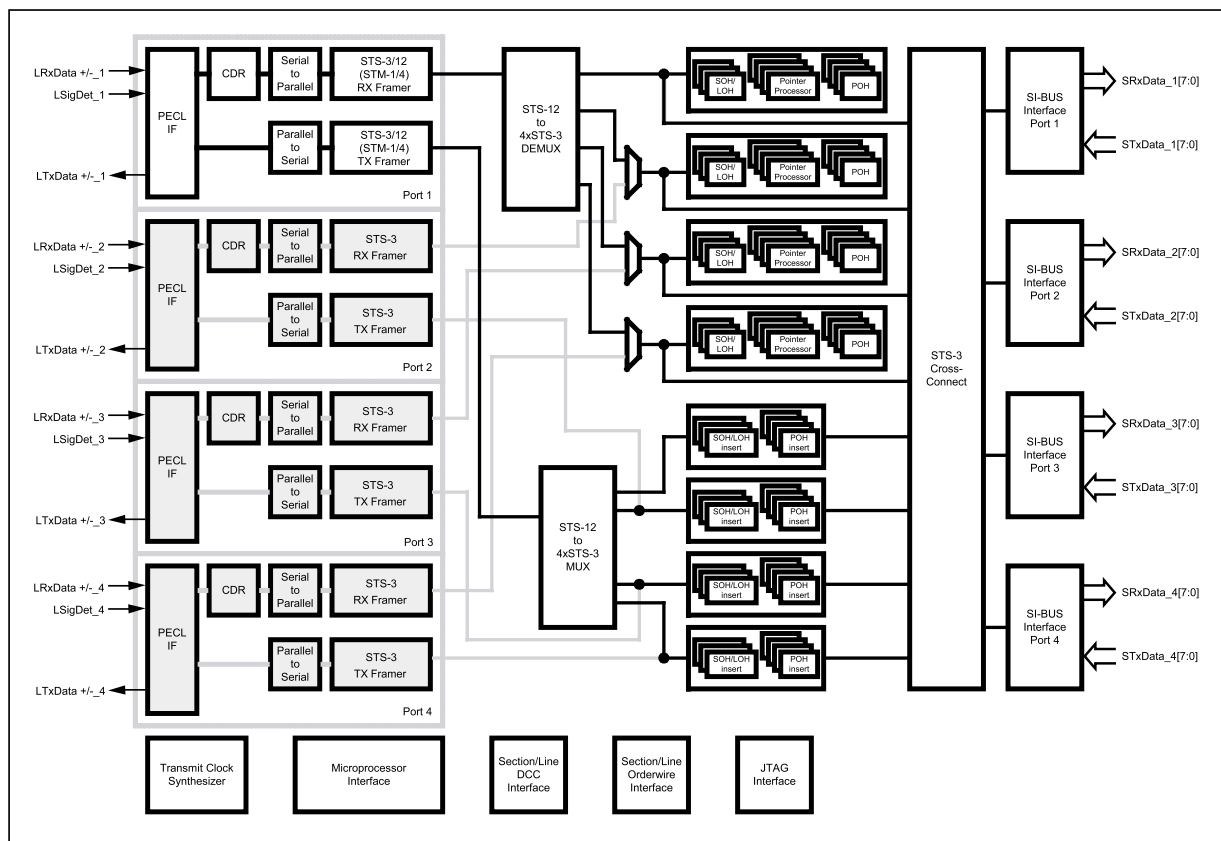 LRxData +/-_1
LSigDet_1
LTxData +/-_1
PECL
IF
CDR
Serial
to
Parallel
STS-3/12
(STM-1/4)
RX Framer
Parallel
to
Serial
STS-3/12
(STM-1/4)
TX Framer
Port 1
LRxData +/-_2
LSigDet_2
LTxData +/-_2
PECL
IF
CDR
Serial
to
Parallel
STS-3
RX Framer
Parallel
to
Serial
STS-3
TX Framer
Port 2
LRxData +/-_3
LSigDet_3
LTxData +/-_3
PECL
IF
CDR
Serial
to
Parallel
STS-3
RX Framer
Parallel
to
Serial
STS-3
TX Framer
Port 3
LRxData +/-_4
LSigDet_4
LTxData +/-_4
PECL
IF
CDR
Serial
to
Parallel
STS-3
RX Framer
Parallel
to
Serial
STS-3
TX Framer
Port 4
STS-12
to
4xSTS-3
DEMUX
STS-12
to
4xSTS-3
MUX
SOH/
LOH
Pointer
Processor
POH
SOH/
LOH
Pointer
Processor
POH
SOH/
LOH
Pointer
Processor
POH
SOH/
LOH
Pointer
Processor
POH
SOH/LOH
insert
POH
insert
SOH/LOH
insert
POH
insert
SOH/LOH
insert
POH
insert
SOH/LOH
insert
POH
insert
STS-3
Cross-
Connect
SI-BUS
Interface
Port 1
SRxData_1[7:0]
STxData_1[7:0]
SI-BUS
Interface
Port 2
SRxData_2[7:0]
STxData_2[7:0]
SI-BUS
Interface
Port 3
SRxData_3[7:0]
STxData_3[7:0]
SI-BUS
Interface
Port 4
SRxData_4[7:0]
STxData_4[7:0]
Transmit Clock
Synthesizer
Microprocessor
Interface
Section/Line
DCC
Interface
Section/Line
Orderwire
Interface
JTAG
Interface